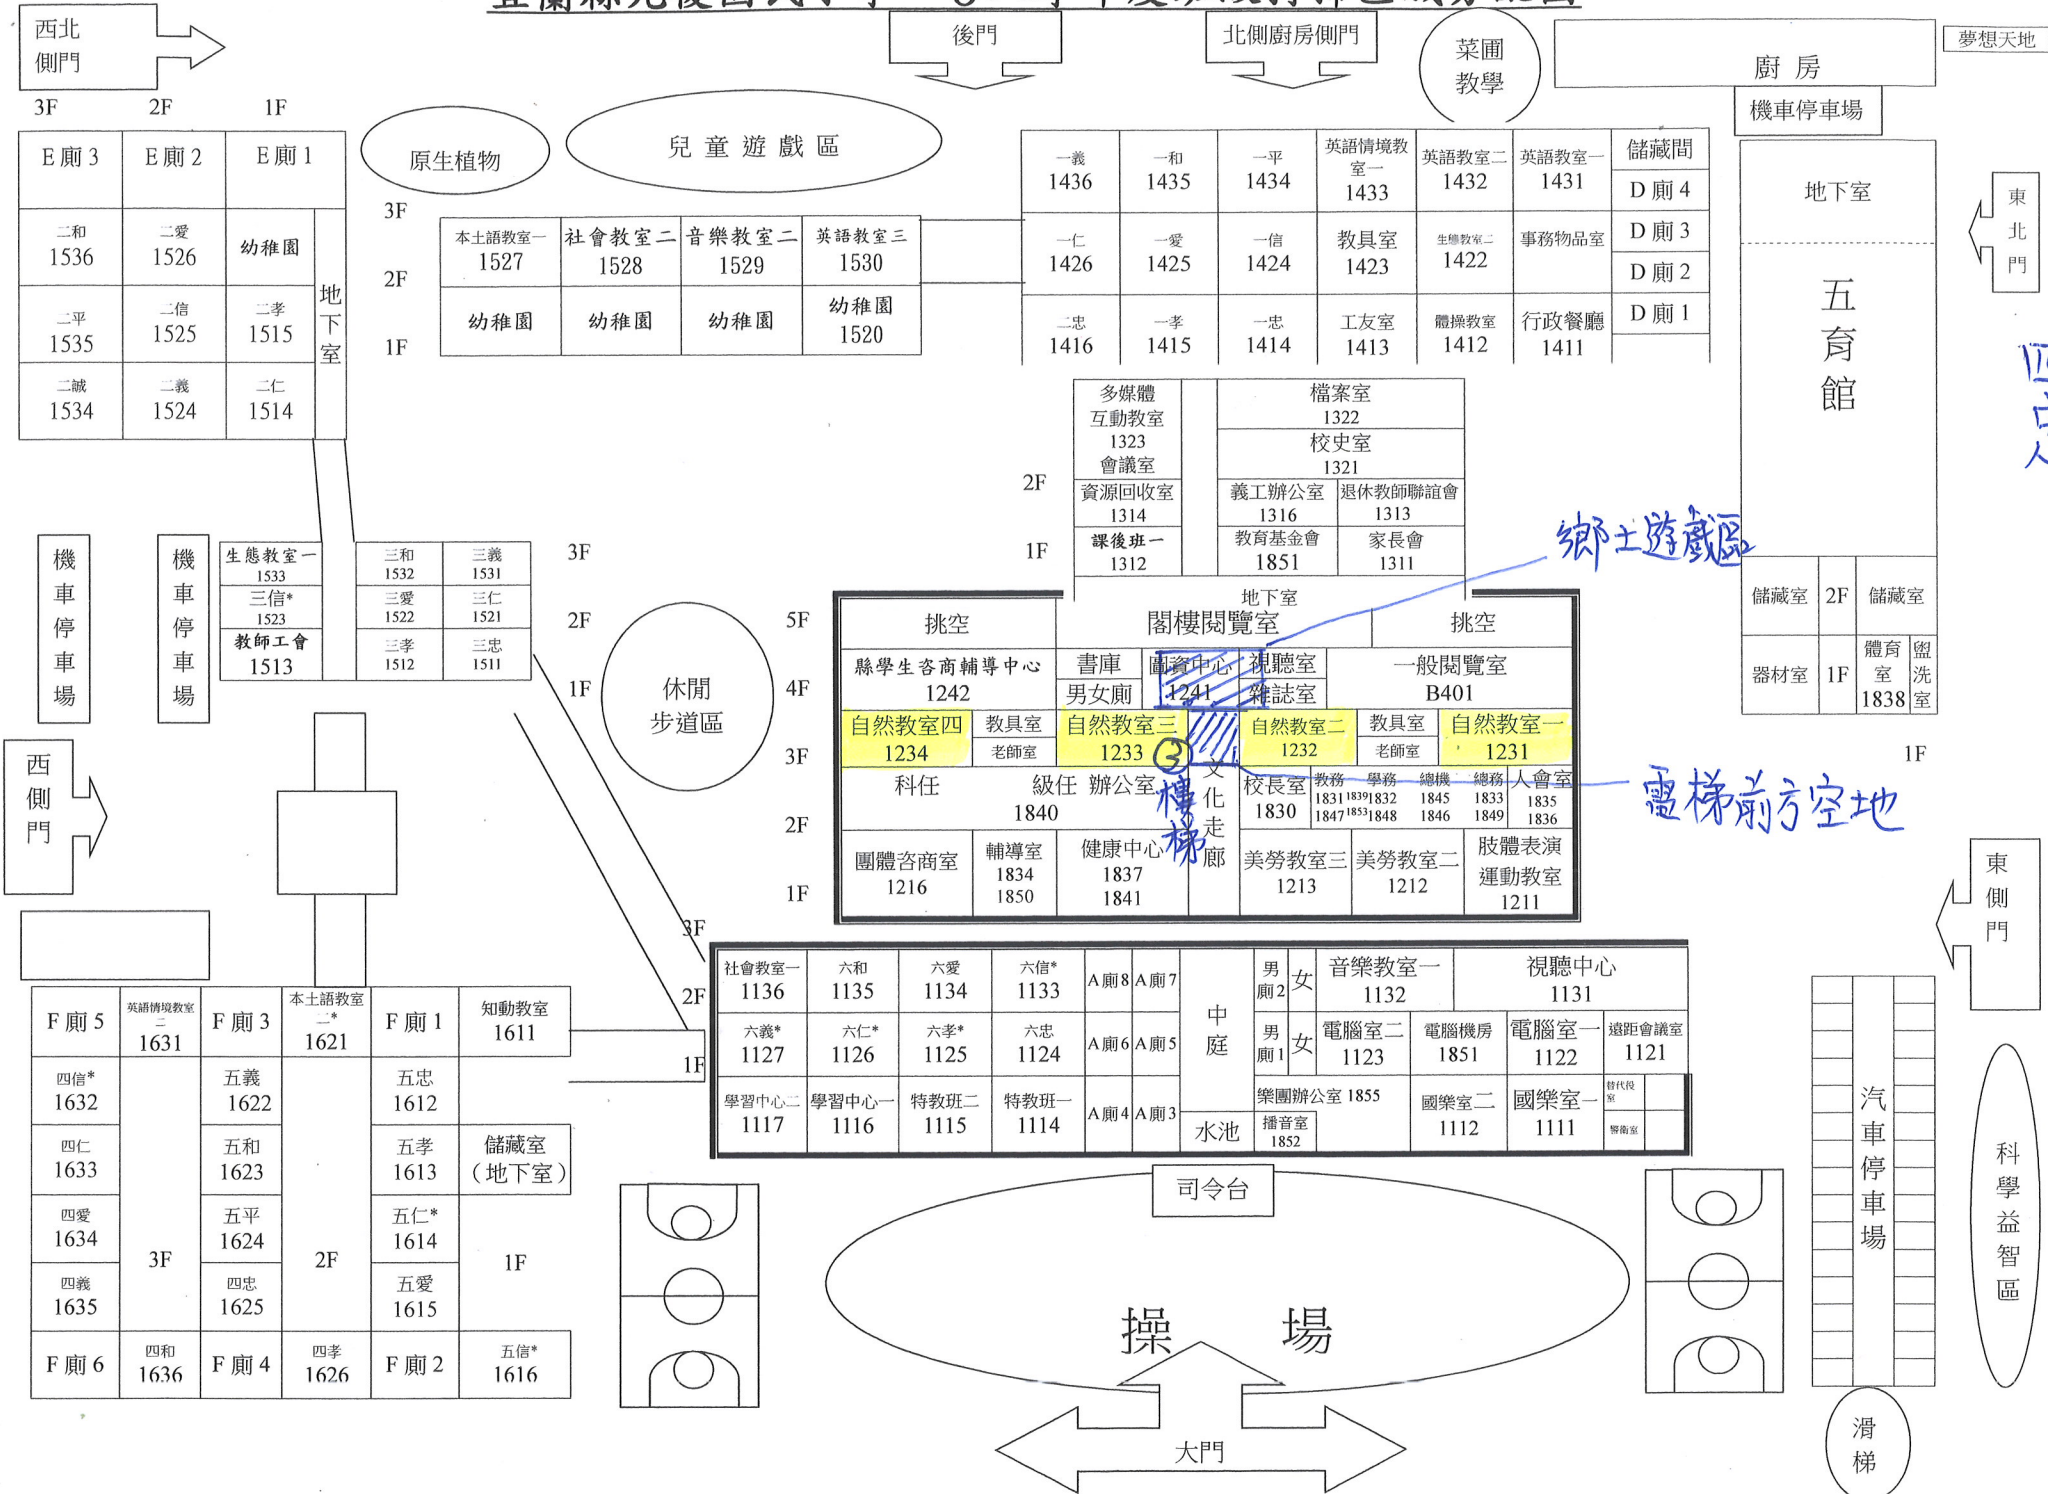 西北
側門
後門
北側廚房側門
菜圃
教學
廚房
夢想天地
機車停車場
3F
2F
1F
E廁3
E廁2
E廁1
二和
1536
二愛
1526
幼稚園
二平
1535
二信
1525
二孝
1515
二誠
1534
二義
1524
二仁
1514
地下室
原生植物
兒童遊戲區
3F
2F
1F
本土語教室一
1527
社會教室二
1528
音樂教室二
1529
英語教室三
1530
幼稚園
幼稚園
幼稚園
幼稚園
1520
一義
1436
一和
1435
一平
1434
英語情境教
室一
1433
英語教室二
1432
英語教室一
1431
儲藏間
D廁4
一仁
1426
一愛
1425
一信
1424
教具室
1423
生態教室二
1422
事務物品室
D廁3
D廁2
二忠
1416
一孝
1415
一忠
1414
工友室
1413
體操教室
1412
行政餐廳
1411
D廁1
地下室
五育館
東北門
儲藏室
2F
儲藏室
器材室
1F
體育
室
1838
盥洗室
1F
多媒體
互動教室
1323
會議室
檔案室
1322
校史室
1321
2F
資源回收室
1314
義工辦公室
1316
退休教師聯誼會
1313
1F
課後班一
1312
教育基金會
1851
家長會
1311
地下室
鄉土遊戲區
機車停車場
機車停車場
生態教室一
1533
三和
1532
三義
1531
三信*
1523
三愛
1522
三仁
1521
教師工會
1513
三孝
1512
三忠
1511
3F
2F
1F
休閒
步道區
西側門
5F
挑空
閣樓閱覽室
挑空
4F
縣學生咨商輔導中心
1242
書庫
男女廁
圖資中心
1241
視聽室
雜誌室
一般閱覽室
B401
3F
自然教室四
1234
教具室
老師室
自然教室三
1233
③樓梯
自然教室二
1232
教具室
老師室
自然教室一
1231
電梯前方空地
文化走廊
2F
科任 級任 辦公室
1840
校長室
1830
教務
1831 1839
1847 1853
學務
1832
1848
總機
1845
1846
總務
1833
1849
人會室
1835
1836
1F
團體咨商室
1216
輔導室
1834
1850
健康中心
1837
1841
美勞教室三
1213
美勞教室二
1212
肢體表演
運動教室
1211
東側門
3F
2F
1F
社會教室一
1136
六和
1135
六愛
1134
六信*
1133
A廁8
A廁7
中庭
男
廁2
女
音樂教室一
1132
視聽中心
1131
六義*
1127
六仁*
1126
六孝*
1125
六忠
1124
A廁6
A廁5
男
廁1
女
電腦室二
1123
電腦機房
1851
電腦室一
1122
遠距會議室
1121
學習中心二
1117
學習中心一
1116
特教班二
1115
特教班一
1114
A廁4
A廁3
水池
樂團辦公室 1855
播音室
1852
國樂室二
1112
國樂室一
1111
替代役
室
警衛室
F廁5
英語情境教室
二
1631
F廁3
本土語教室
二*
1621
F廁1
知動教室
1611
四信*
1632
五義
1622
五忠
1612
四仁
1633
五和
1623
五孝
1613
儲藏室
（地下室）
四愛
1634
五平
1624
五仁*
1614
3F
2F
1F
四義
1635
四忠
1625
五愛
1615
F廁6
四和
1636
F廁4
四孝
1626
F廁2
五信*
1616
司令台
操場
大門
汽車停車場
科學益智區
滑梯